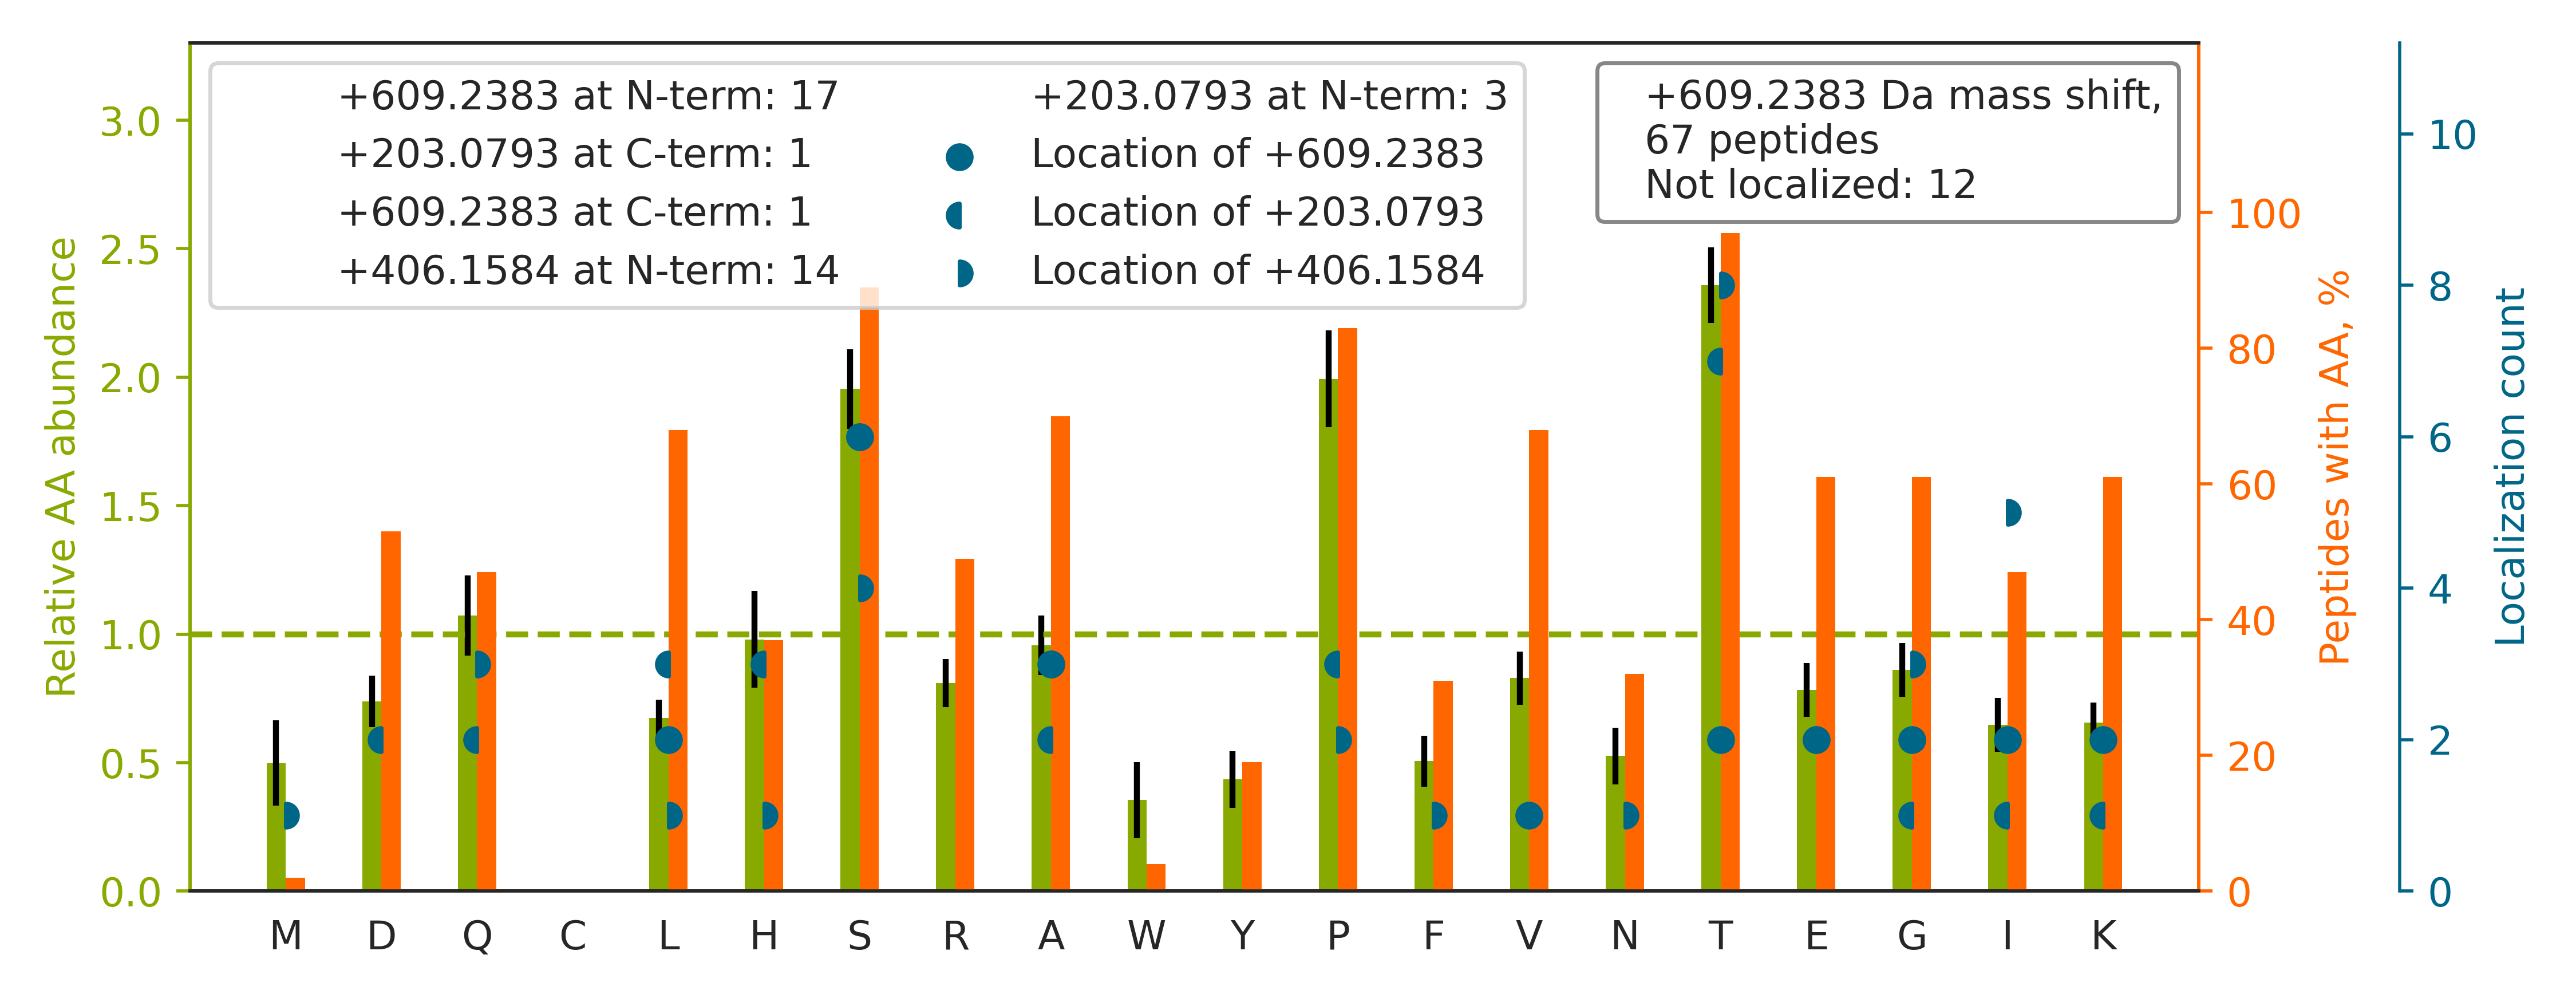 +609.2383 at N-term: 17
+203.0793 at C-term: 1
+609.2383 at C-term: 1
+406.1584 at N-term: 14
+203.0793 at N-term: 3
Location of +609.2383
Location of +203.0793
Location of +406.1584
+609.2383 Da mass shift,
67 peptides
Not localized: 12
Relative AA abundance
3.0
2.5
2.0
1.5
1.0
0.5
0.0
M D Q C L H S R A W Y P F V N T E G I K
100
80
60
40
20
0
Peptides with AA, %
10
8
6
4
2
0
Localization count